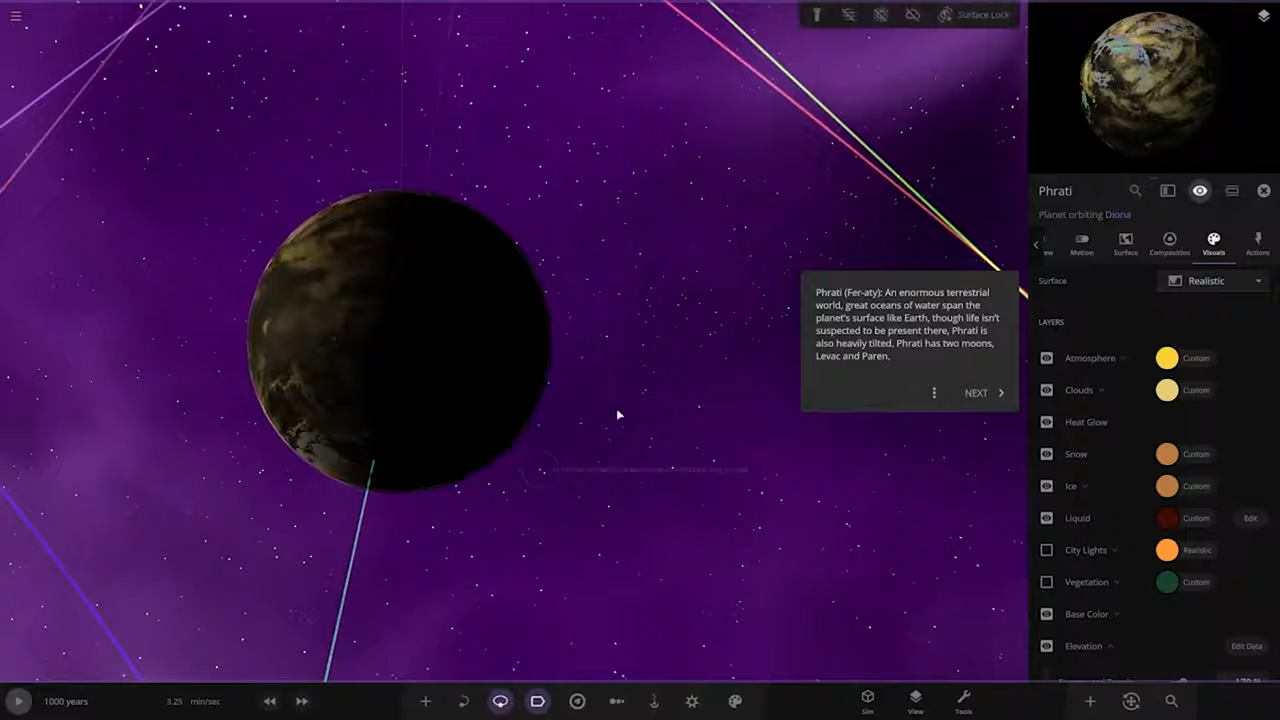 Surface Lock
Phrati
Planet orbiting Diona
ew
Motion
Surface
Composition
Visuals
Actions
Surface
Realistic
LAYERS
Atmosphere
Custom
Clouds
Custom
Heat Glow
Snow
Custom
Ice
Custom
Liquid
Custom
Edit
City Lights
Realistic
Vegetation
Custom
Base Color
Elevation
Edit Data
Phrati (Fer-aty): An enormous terrestrial
world, great oceans of water span the
planet's surface like Earth, though life isn't
suspected to be present there, Phrati is
also heavily tilted, Phrati has two moons,
Levac and Paren.
NEXT
1000 years
3.25 min/sec
Sim
View
Tools